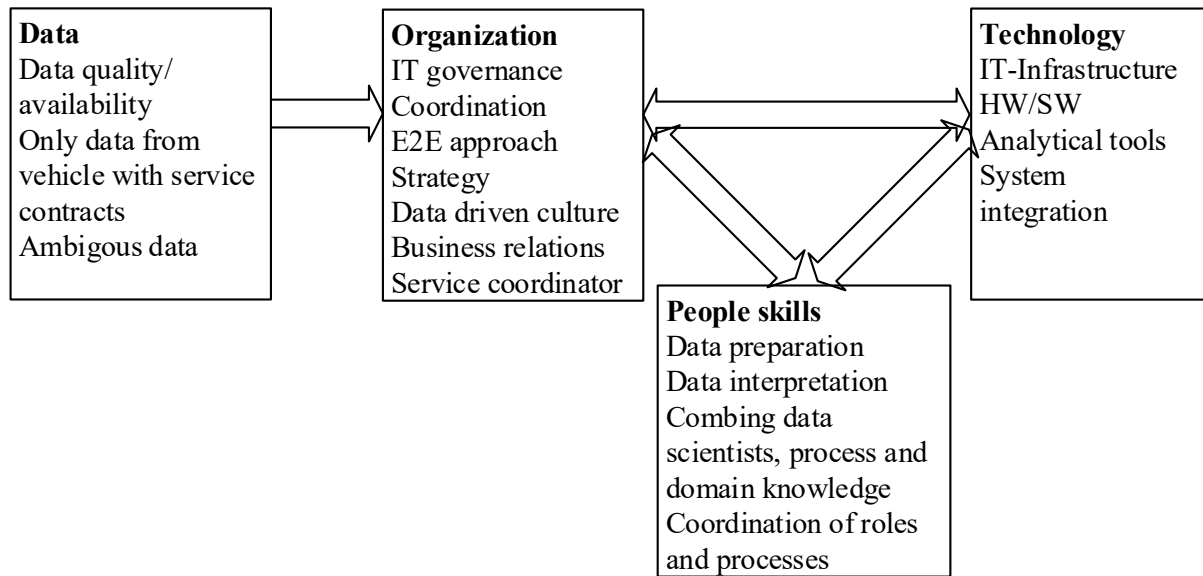 Data
Data quality/
availability
Only data from
vehicle with service
contracts
Ambigous data
Organization
IT governance
Coordination
E2E approach
Strategy
Data driven culture
Business relations
Service coordinator
Technology
IT-Infrastructure
HW/SW
Analytical tools
System
integration
People skills
Data preparation
Data interpretation
Combing data
scientists, process and
domain knowledge
Coordination of roles
and processes